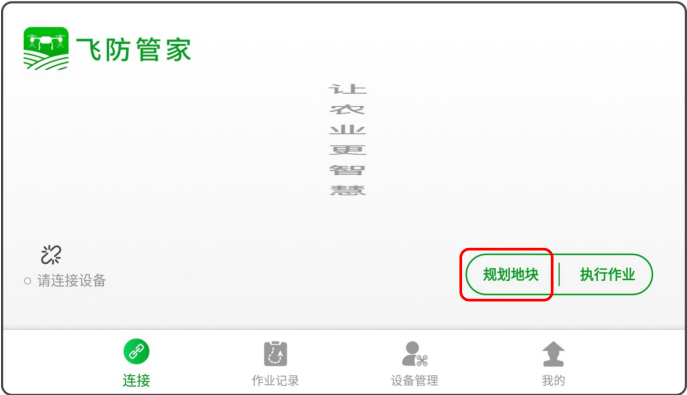 飞防管家
让
农
业
更
智
慧
请连接设备
规划地块 执行作业
连接 作业记录 设备管理 我的